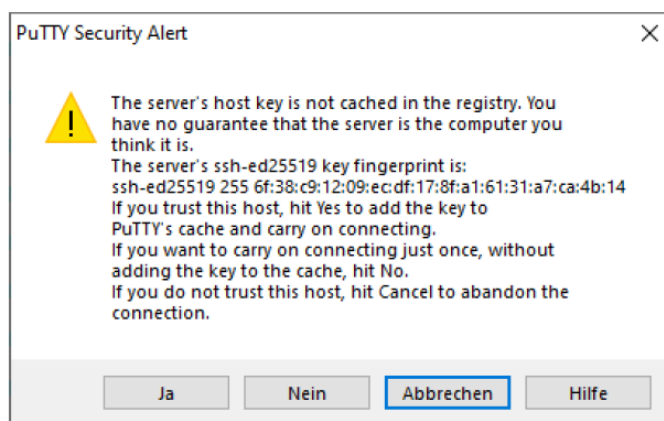 PuTTY Security Alert
The server's host key is not cached in the registry. You
have no guarantee that the server is the computer you
think it is.
The server's ssh-ed25519 key fingerprint is:
ssh-ed25519 255 6f:38:c9:12:09:ec:df:17:8f:a1:61:31:a7:ca:4b:14
If you trust this host, hit Yes to add the key to
PuTTY's cache and carry on connecting.
If you want to carry on connecting just once, without
adding the key to the cache, hit No.
If you do not trust this host, hit Cancel to abandon the
connection.
Ja Nein Abbrechen Hilfe